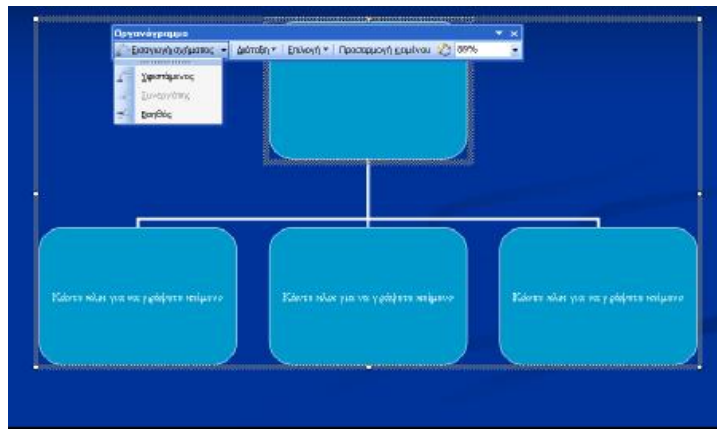 Οργανόγραμμα
Εισαγωγή σχήματος Διάταξη Επιλογή Προσαρμογή κειμένου 89%
Υφιστάμενος
Συνεργάτης
Βοηθός
Κάντε κλικ για να γράψετε κείμενο Κάντε κλικ για να γράψετε κείμενο Κάντε κλικ για να γράψετε κείμενο